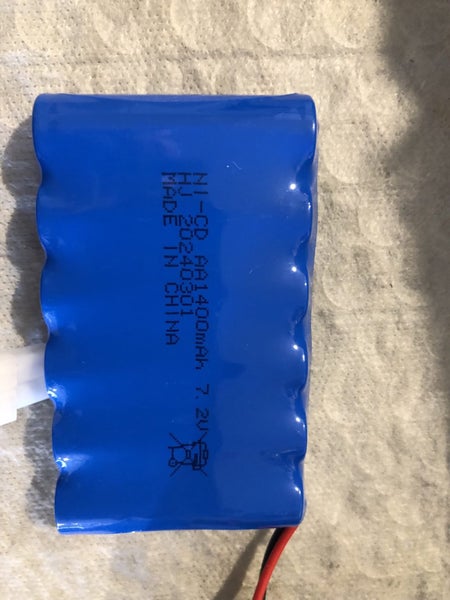 NI-CD AA1400mAh 7.2V
HJ 20240301
MADE IN CHINA